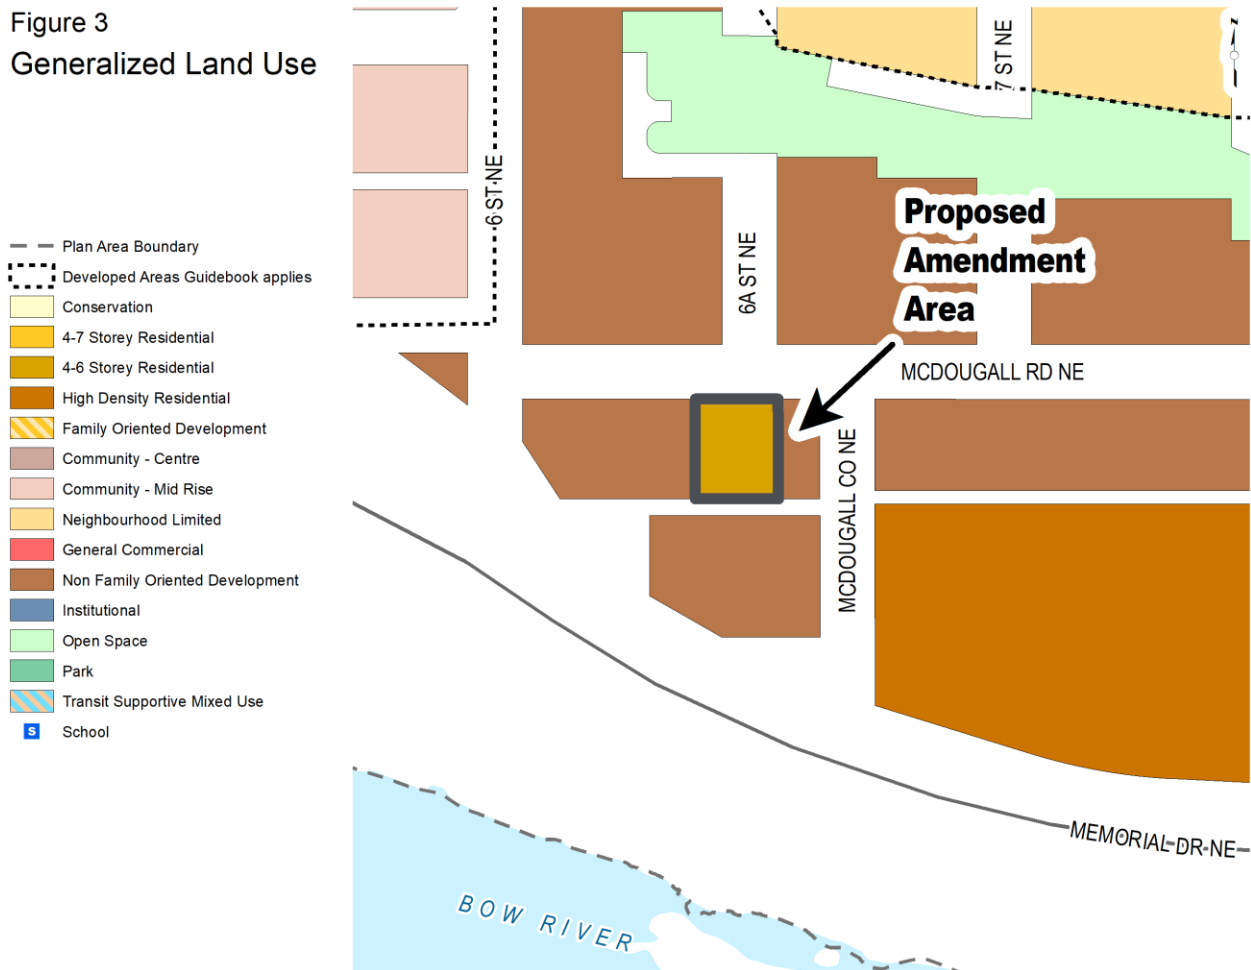 Figure 3
Generalized Land Use
Plan Area Boundary
Developed Areas Guidebook applies
Conservation
4-7 Storey Residential
4-6 Storey Residential
High Density Residential
Family Oriented Development
Community - Centre
Community - Mid Rise
Neighbourhood Limited
General Commercial
Non Family Oriented Development
Institutional
Open Space
Park
Transit Supportive Mixed Use
S School
6 ST NE
7 ST NE
6A ST NE
Proposed
Amendment
Area
MCDOUGALL RD NE
MCDOUGALL CO NE
MEMORIAL DR NE
BOW RIVER